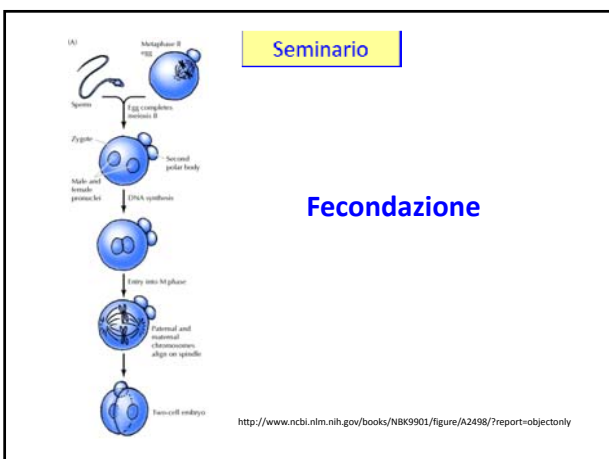 Seminario
(A)
Metaphase II
egg
Sperm
Egg completes
meiosis II
Zygote
Second
polar body
Male and
female
pronuclei
DNA synthesis
Fecondazione
Entry into M phase
Paternal and
maternal
chromosomes
align on spindle
Two-cell embryo
http://www.ncbi.nlm.nih.gov/books/NBK9901/figure/A2498/?report=objectonly